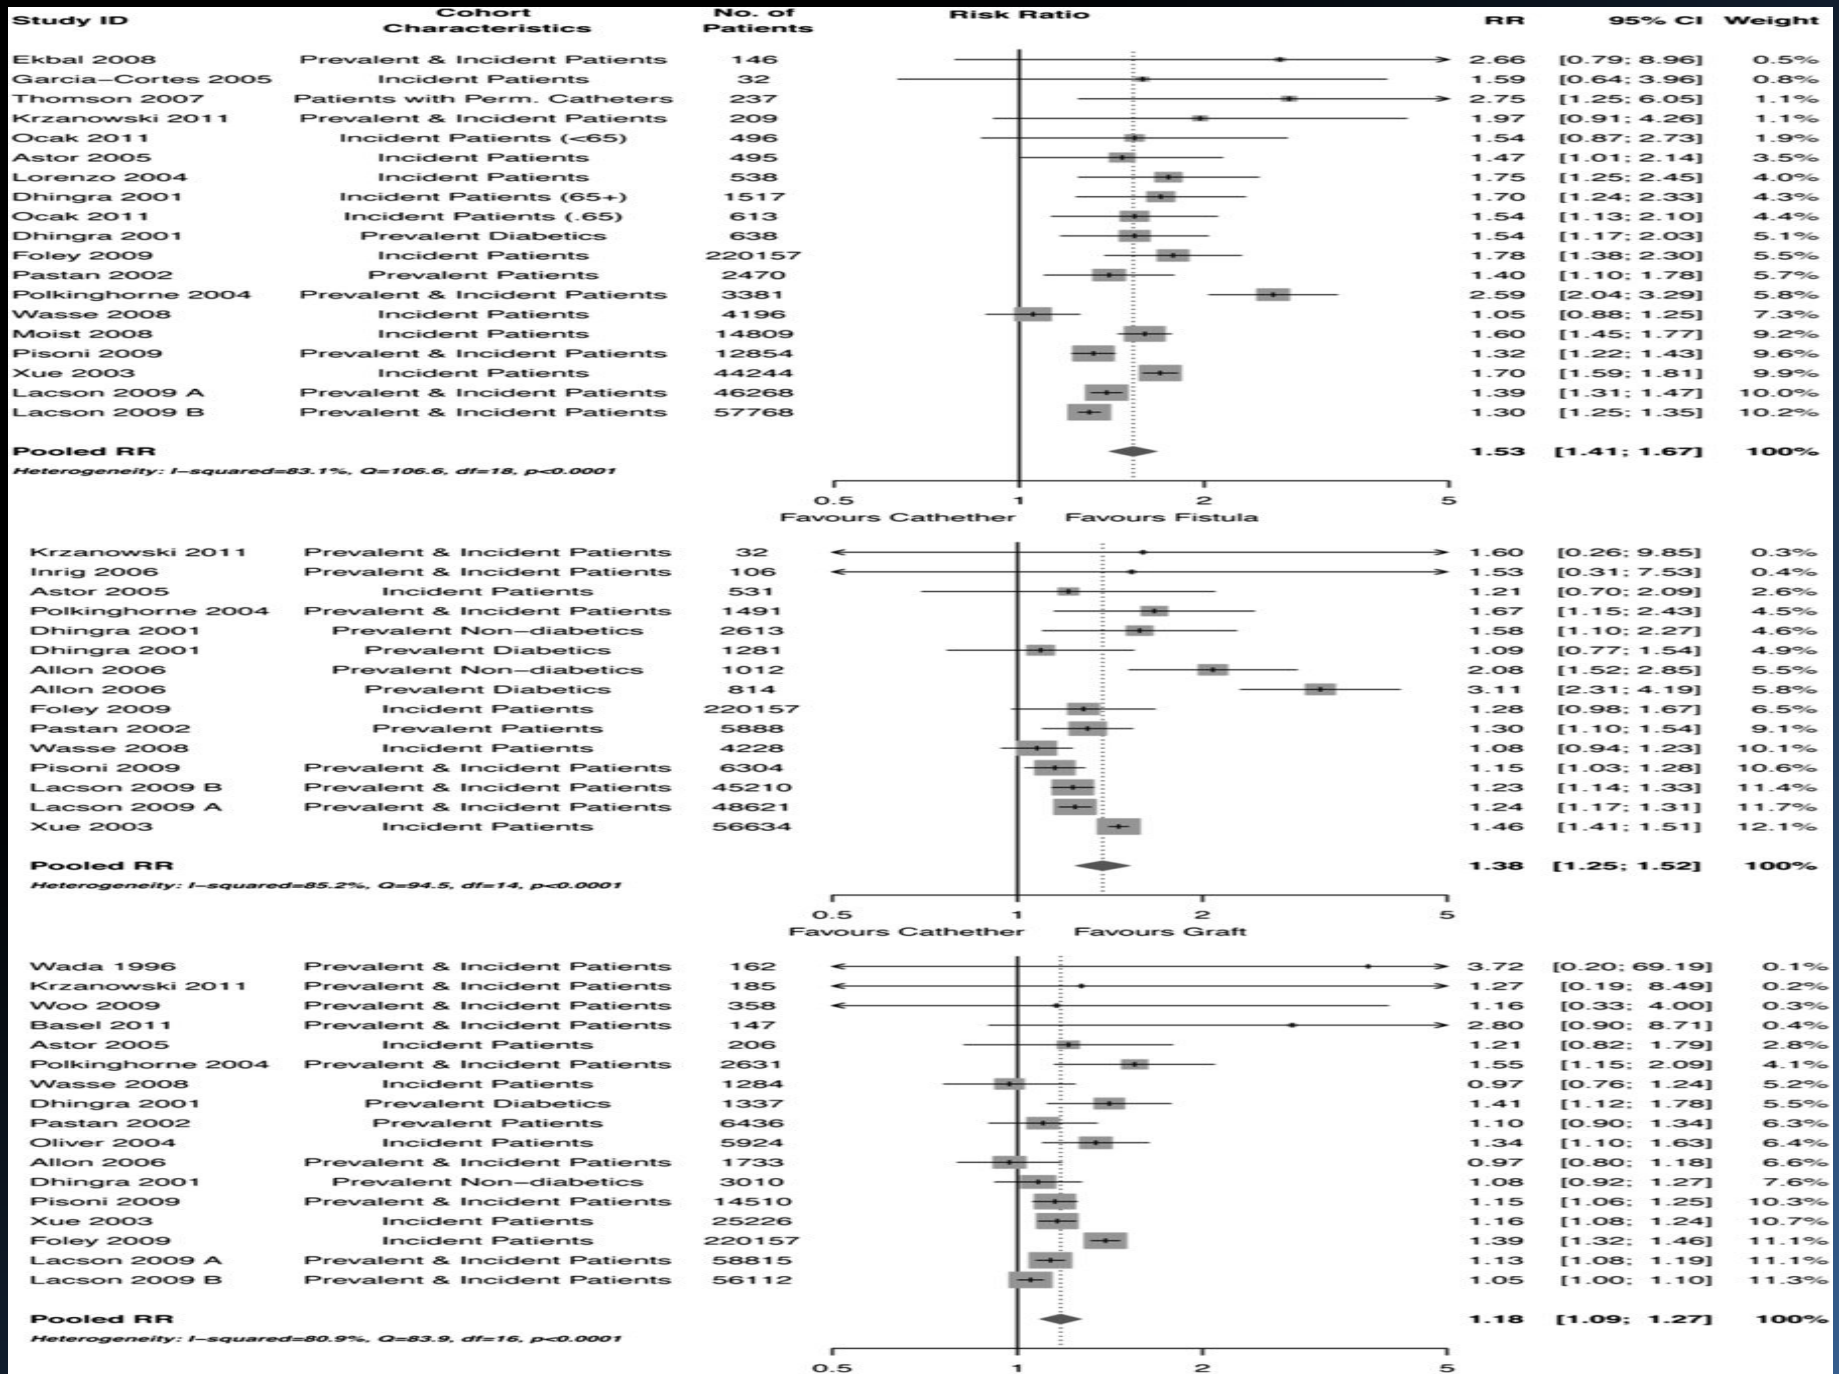 Study ID Cohort Characteristics No. of Patients Risk Ratio RR 95% CI Weight
Ekbal 2008 Prevalent & Incident Patients 146 2.66 [0.79; 8.96] 0.5%
Garcia−Cortes 2005 Incident Patients 32 1.59 [0.64; 3.96] 0.8%
Thomson 2007 Patients with Perm. Catheters 237 2.75 [1.25; 6.05] 1.1%
Krzanowski 2011 Prevalent & Incident Patients 209 1.97 [0.91; 4.26] 1.1%
Ocak 2011 Incident Patients (<65) 496 1.54 [0.87; 2.73] 1.9%
Astor 2005 Incident Patients 495 1.47 [1.01; 2.14] 3.5%
Lorenzo 2004 Incident Patients 538 1.75 [1.25; 2.45] 4.0%
Dhingra 2001 Incident Patients (65+) 1517 1.70 [1.24; 2.33] 4.3%
Ocak 2011 Incident Patients (.65) 613 1.54 [1.13; 2.10] 4.4%
Dhingra 2001 Prevalent Diabetics 638 1.54 [1.17; 2.03] 5.1%
Foley 2009 Incident Patients 220157 1.78 [1.38; 2.30] 5.5%
Pastan 2002 Prevalent Patients 2470 1.40 [1.10; 1.78] 5.7%
Polkinghorne 2004 Prevalent & Incident Patients 3381 2.59 [2.04; 3.29] 5.8%
Wasse 2008 Incident Patients 4196 1.05 [0.88; 1.25] 7.3%
Moist 2008 Incident Patients 14809 1.60 [1.45; 1.77] 9.2%
Pisoni 2009 Prevalent & Incident Patients 12854 1.32 [1.22; 1.43] 9.6%
Xue 2003 Incident Patients 44244 1.70 [1.59; 1.81] 9.9%
Lacson 2009 A Prevalent & Incident Patients 46268 1.39 [1.31; 1.47] 10.0%
Lacson 2009 B Prevalent & Incident Patients 57768 1.30 [1.25; 1.35] 10.2%
Pooled RR 1.53 [1.41; 1.67] 100%
Heterogeneity: I−squared=83.1%, Q=106.6, df=18, p<0.0001
0.5 1 2 5
Favours Cathether Favours Fistula
Krzanowski 2011 Prevalent & Incident Patients 32 1.60 [0.26; 9.85] 0.3%
Inrig 2006 Prevalent & Incident Patients 106 1.53 [0.31; 7.53] 0.4%
Astor 2005 Incident Patients 531 1.21 [0.70; 2.09] 2.6%
Polkinghorne 2004 Prevalent & Incident Patients 1491 1.67 [1.15; 2.43] 4.5%
Dhingra 2001 Prevalent Non−diabetics 2613 1.58 [1.10; 2.27] 4.6%
Dhingra 2001 Prevalent Diabetics 1281 1.09 [0.77; 1.54] 4.9%
Allon 2006 Prevalent Non−diabetics 1012 2.08 [1.52; 2.85] 5.5%
Allon 2006 Prevalent Diabetics 814 3.11 [2.31; 4.19] 5.8%
Foley 2009 Incident Patients 220157 1.28 [0.98; 1.67] 6.5%
Pastan 2002 Prevalent Patients 5888 1.30 [1.10; 1.54] 9.1%
Wasse 2008 Incident Patients 4228 1.08 [0.94; 1.23] 10.1%
Pisoni 2009 Prevalent & Incident Patients 6304 1.15 [1.03; 1.28] 10.6%
Lacson 2009 B Prevalent & Incident Patients 45210 1.23 [1.14; 1.33] 11.4%
Lacson 2009 A Prevalent & Incident Patients 48621 1.24 [1.17; 1.31] 11.7%
Xue 2003 Incident Patients 56634 1.46 [1.41; 1.51] 12.1%
Pooled RR 1.38 [1.25; 1.52] 100%
Heterogeneity: I−squared=85.2%, Q=94.5, df=14, p<0.0001
0.5 1 2 5
Favours Cathether Favours Graft
Wada 1996 Prevalent & Incident Patients 162 3.72 [0.20; 69.19] 0.1%
Krzanowski 2011 Prevalent & Incident Patients 185 1.27 [0.19; 8.49] 0.2%
Woo 2009 Prevalent & Incident Patients 358 1.16 [0.33; 4.00] 0.3%
Basel 2011 Prevalent & Incident Patients 147 2.80 [0.90; 8.71] 0.4%
Astor 2005 Incident Patients 206 1.21 [0.82; 1.79] 2.8%
Polkinghorne 2004 Prevalent & Incident Patients 2631 1.55 [1.15; 2.09] 4.1%
Wasse 2008 Incident Patients 1284 0.97 [0.76; 1.24] 5.2%
Dhingra 2001 Prevalent Diabetics 1337 1.41 [1.12; 1.78] 5.5%
Pastan 2002 Prevalent Patients 6436 1.10 [0.90; 1.34] 6.3%
Oliver 2004 Incident Patients 5924 1.34 [1.10; 1.63] 6.4%
Allon 2006 Prevalent & Incident Patients 1733 0.97 [0.80; 1.18] 6.6%
Dhingra 2001 Prevalent Non−diabetics 3010 1.08 [0.92; 1.27] 7.6%
Pisoni 2009 Prevalent & Incident Patients 14510 1.15 [1.06; 1.25] 10.3%
Xue 2003 Incident Patients 25226 1.16 [1.08; 1.24] 10.7%
Foley 2009 Incident Patients 220157 1.39 [1.32; 1.46] 11.1%
Lacson 2009 A Prevalent & Incident Patients 58815 1.13 [1.08; 1.19] 11.1%
Lacson 2009 B Prevalent & Incident Patients 56112 1.05 [1.00; 1.10] 11.3%
Pooled RR 1.18 [1.09; 1.27] 100%
Heterogeneity: I−squared=80.9%, Q=83.9, df=16, p<0.0001
0.5 1 2 5